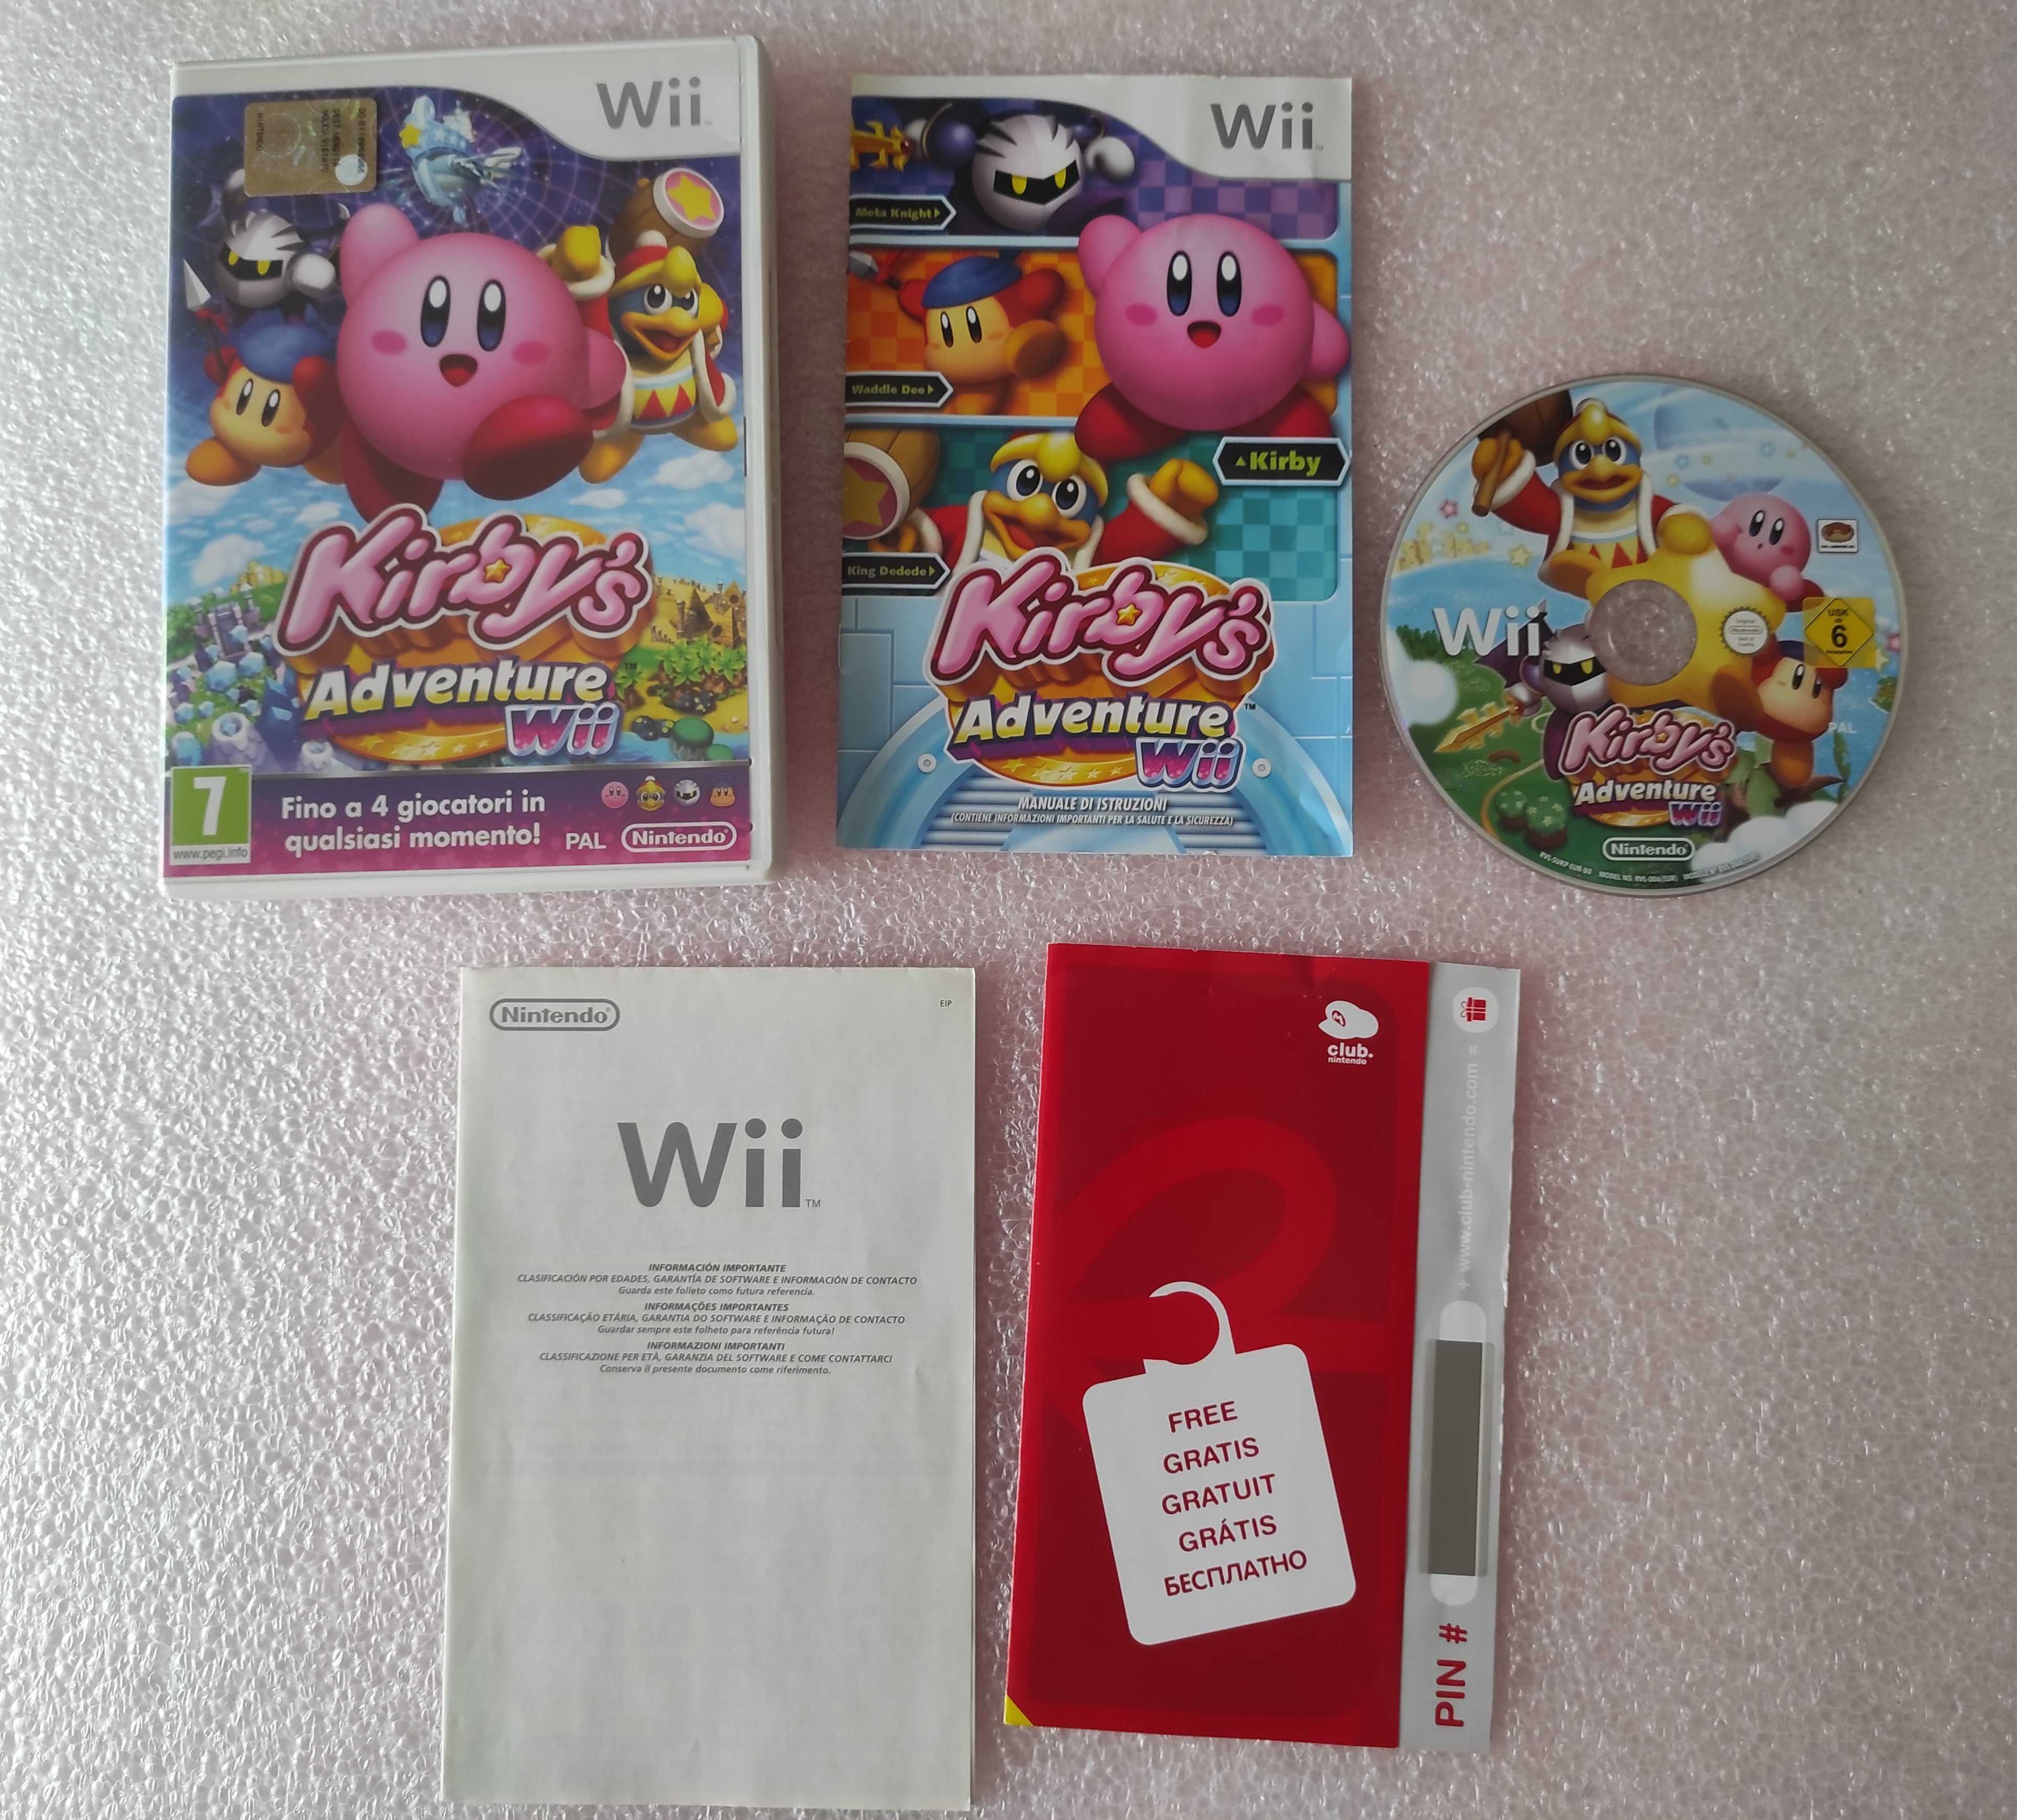 Wii
Kirby's
Adventure
Wii
7
www.pegi.info
Fino a 4 giocatori in
qualsiasi momento!
PAL
Nintendo
Wii
Meta Knight
Waddle Dee
Kirby
King Dedede
Kirby's
Adventure
Wii
MANUALE DI ISTRUZIONI
(CONTIENE INFORMAZIONI IMPORTANTI PER LA SALUTE E LA SICUREZZA)
Wii
USK
ab
6
PAL
Kirby's
Adventure
Wii
Nintendo
Nintendo
EIP
Wii™
INFORMACIÓN IMPORTANTE
CLASIFICACIÓN POR EDADES, GARANTÍA DE SOFTWARE E INFORMACIÓN DE CONTACTO
Guarda este folleto como futura referencia.
INFORMAÇÕES IMPORTANTES
CLASSIFICAÇÃO ETÁRIA, GARANTIA DO SOFTWARE E INFORMAÇÃO DE CONTACTO
Guardar sempre este folheto para referência futura!
INFORMAZIONI IMPORTANTI
CLASSIFICAZIONE PER ETÀ, GARANZIA DEL SOFTWARE E COME CONTATTARCI
Conserva il presente documento come riferimento.
club.
nintendo
FREE
GRATIS
GRATUIT
GRÁTIS
БЕСПЛАТНО
PIN #
+ www.club-nintendo.com =